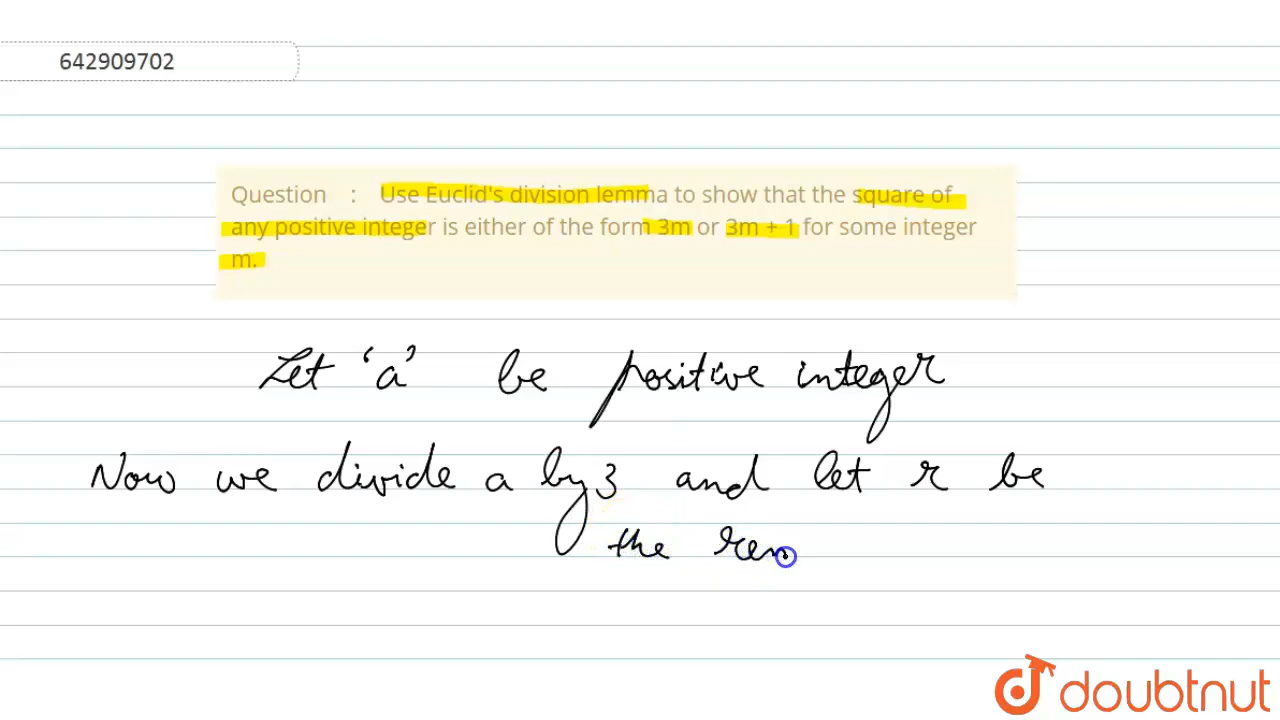 642909702
Question : Use Euclid's division lemma to show that the square of
any positive integer is either of the form 3m or 3m + 1 for some integer
m.
Let 'a' be positive integer
Now we divide a by 3 and let r be
the rem
doubtnut